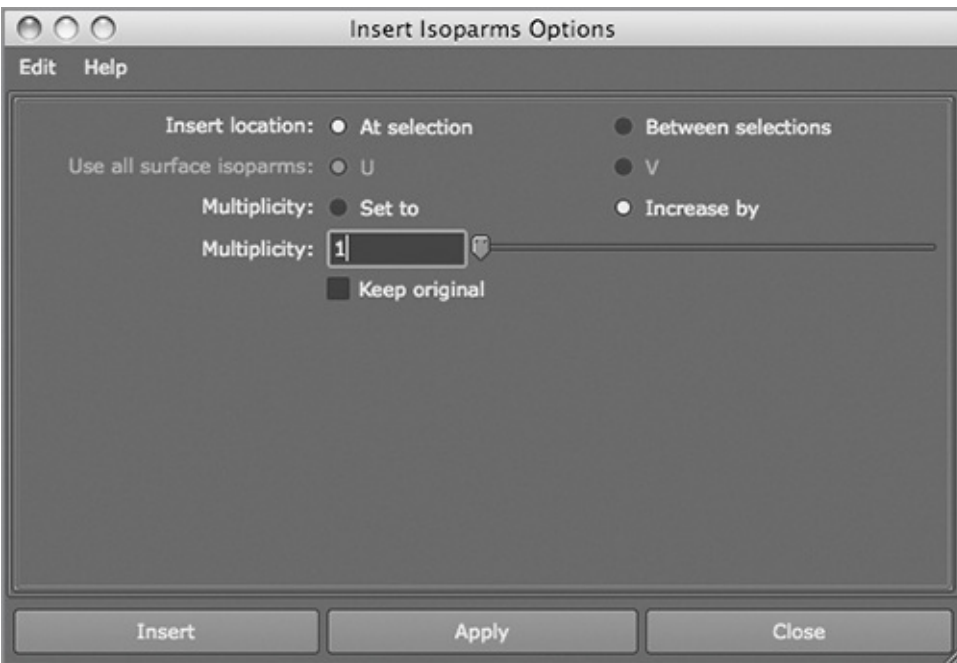 Insert Isoparms Options
Edit Help
Insert location: At selection Between selections
Use all surface isoparms: U V
Multiplicity: Set to Increase by
Multiplicity: 1
Keep original
Insert Apply Close